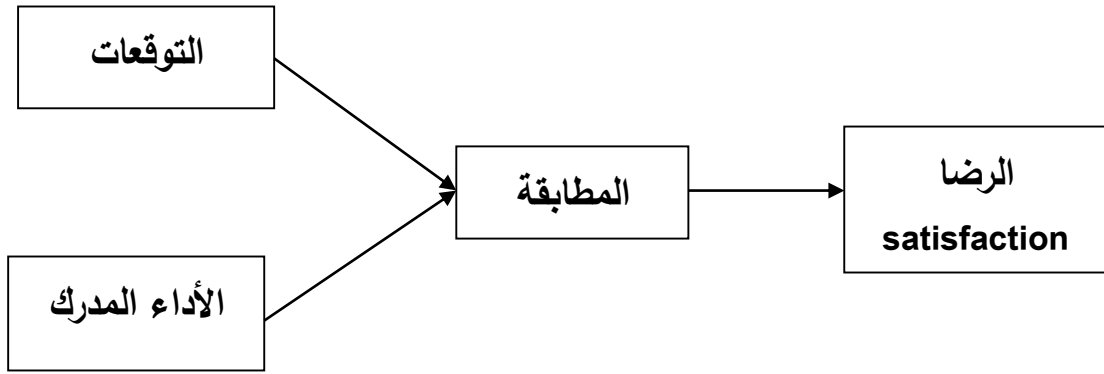 التوقعات
الرضا
satisfaction
المطابقة
الأداء المدرك